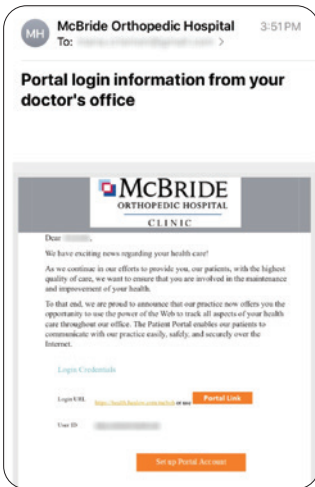 MH
McBride Orthopedic Hospital
3:51 PM
To:
Portal login information from your
doctor's office
McBRIDE
ORTHOPEDIC HOSPITAL
CLINIC
Dear
We have exciting news regarding your health care!
As we continue in our efforts to provide you, our patients, with the highest
quality of care, we want to ensure that you are involved in the maintenance
and improvement of your health.
To that end, we are proud to announce that our practice now offers you the
opportunity to use the power of the Web to track all aspects of your health
care throughout our office. The Patient Portal enables our patients to
communicate with our practice easily, safely, and securely over the
Internet.
Login Credentials
Login URL
or use
Portal Link
User ID
Set up Portal Account